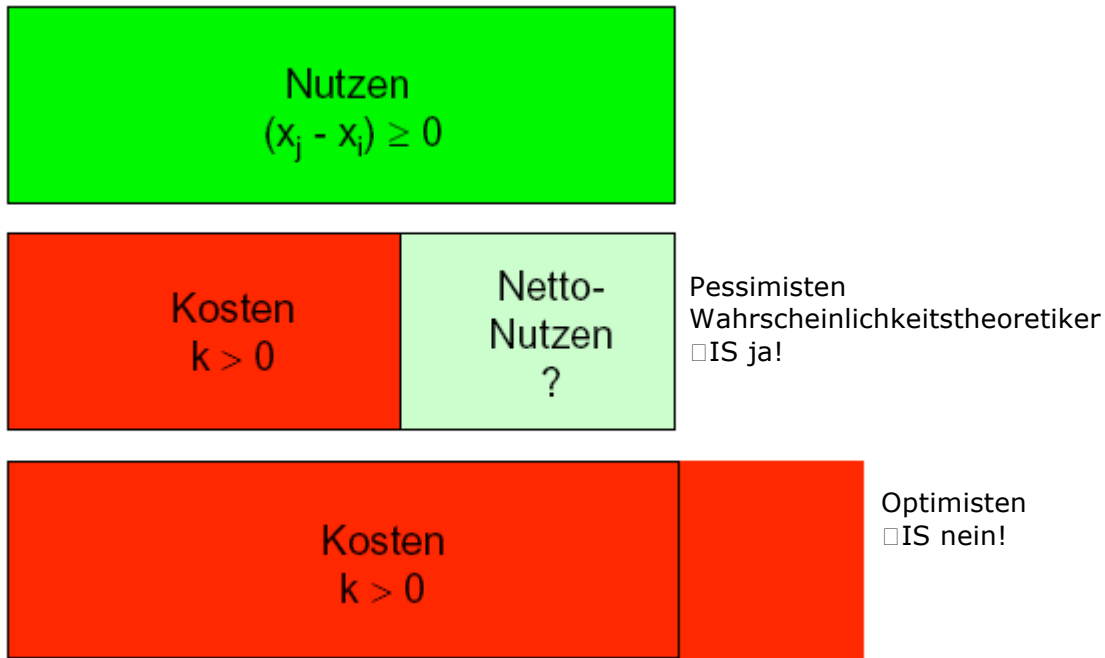 Nutzen
(xj - xi) ≥ 0
Kosten
k > 0
Netto-
Nutzen
?
Pessimisten
Wahrscheinlichkeitstheoretiker
□IS ja!
Kosten
k > 0
Optimisten
□IS nein!